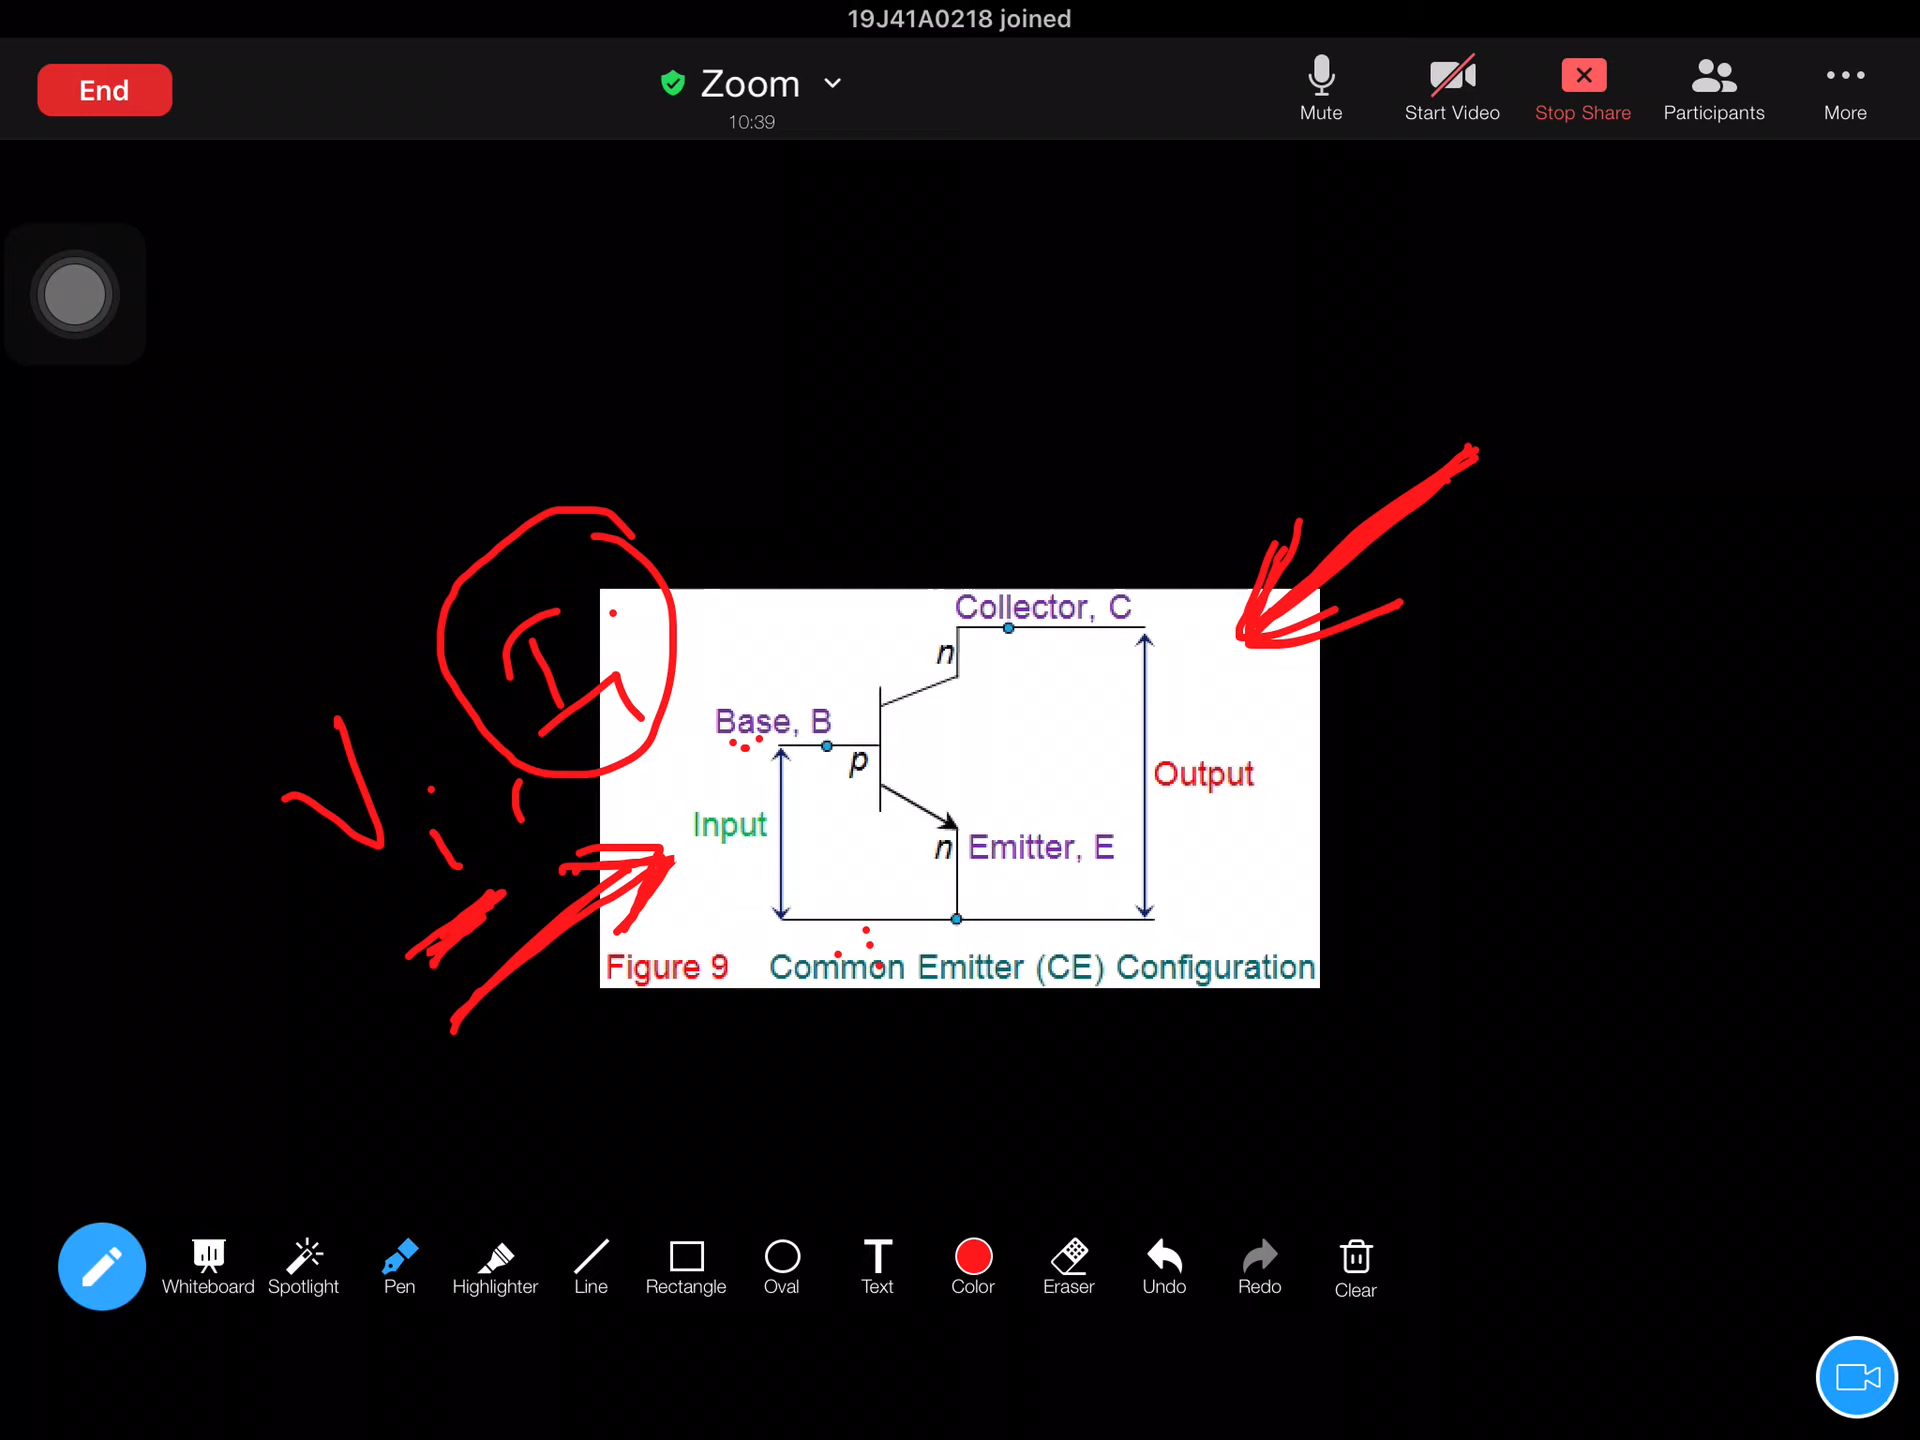 19J41A0218 joined
End
Zoom
10:39
Mute
Start Video
Stop Share
Participants
More
Collector, C
n
Base, B
p
Output
Input
n Emitter, E
Figure 9 Common Emitter (CE) Configuration
Whiteboard
Spotlight
Pen
Highlighter
Line
Rectangle
Oval
T
Text
Color
Eraser
Undo
Redo
Clear